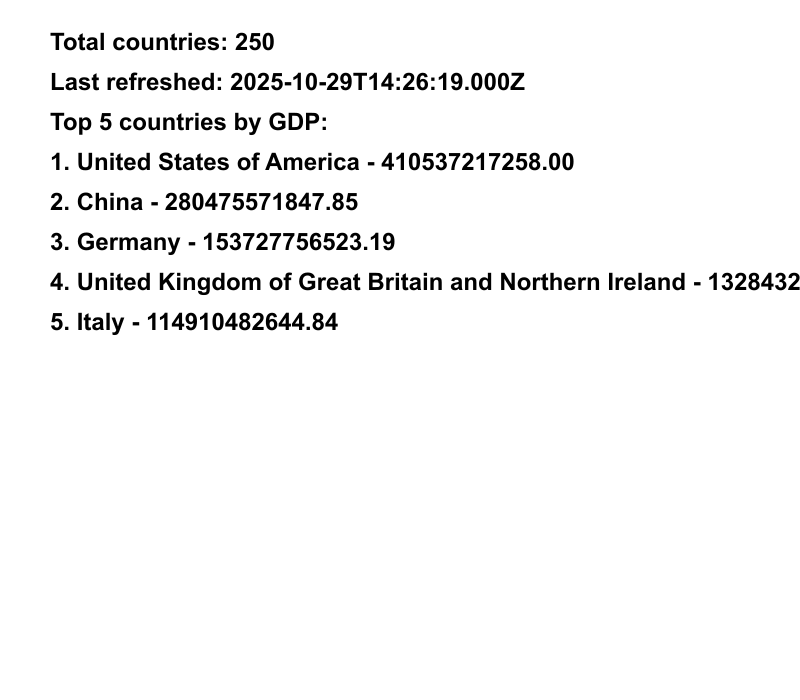 Total countries: 250
Last refreshed: 2025-10-29T14:26:19.000Z
Top 5 countries by GDP:
1. United States of America - 410537217258.00
2. China - 280475571847.85
3. Germany - 153727756523.19
4. United Kingdom of Great Britain and Northern Ireland - 1328432
5. Italy - 114910482644.84